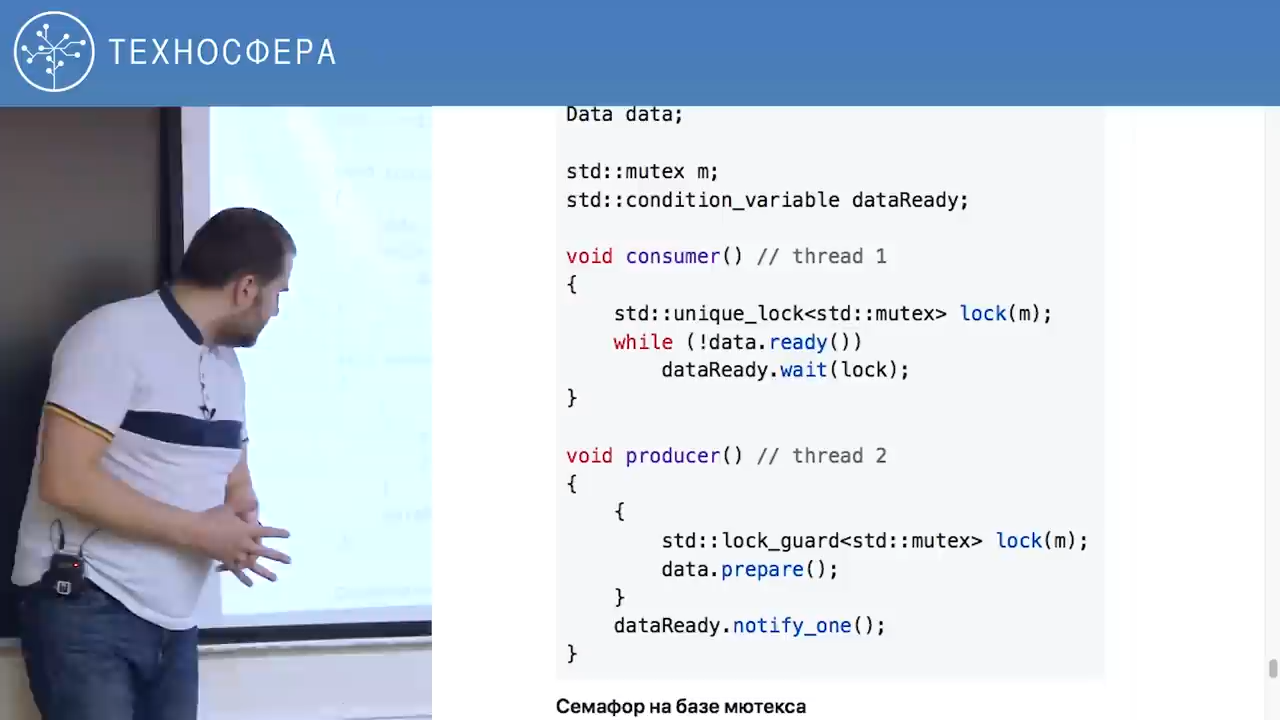 ТЕХНОСФЕРА
Data data;
std::mutex m;
std::condition_variable dataReady;
void consumer() // thread 1
{
    std::unique_lock<std::mutex> lock(m);
    while (!data.ready())
        dataReady.wait(lock);
}
void producer() // thread 2
{
    {
        std::lock_guard<std::mutex> lock(m);
        data.prepare();
    }
    dataReady.notify_one();
}
Семафор на базе мютекса